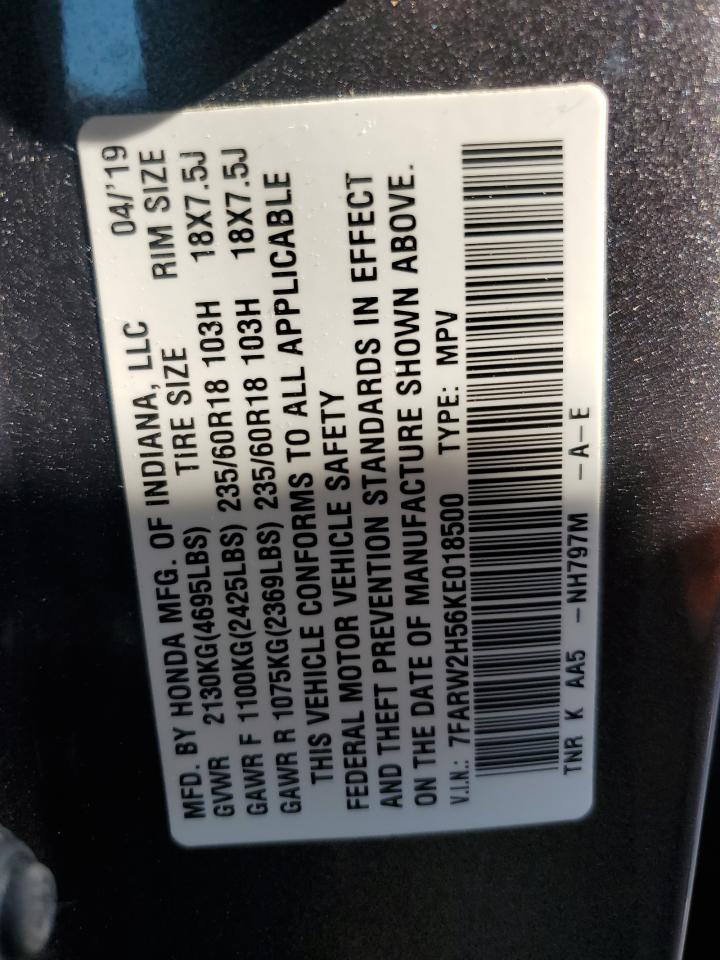 MFD. BY HONDA MFG. OF INDIANA, LLC 04/'19
GVWR TIRE SIZE RIM SIZE
2130KG(4695LBS)
GAWR F 1100KG(2425LBS) 235/60R18 103H 18X7.5J
GAWR R 1075KG(2369LBS) 235/60R18 103H 18X7.5J
THIS VEHICLE CONFORMS TO ALL APPLICABLE
FEDERAL MOTOR VEHICLE SAFETY
AND THEFT PREVENTION STANDARDS IN EFFECT
ON THE DATE OF MANUFACTURE SHOWN ABOVE.
V.I.N.: 7FARW2H56KE018500 TYPE: MPV
TNR K AA5 -NH797M -A-E